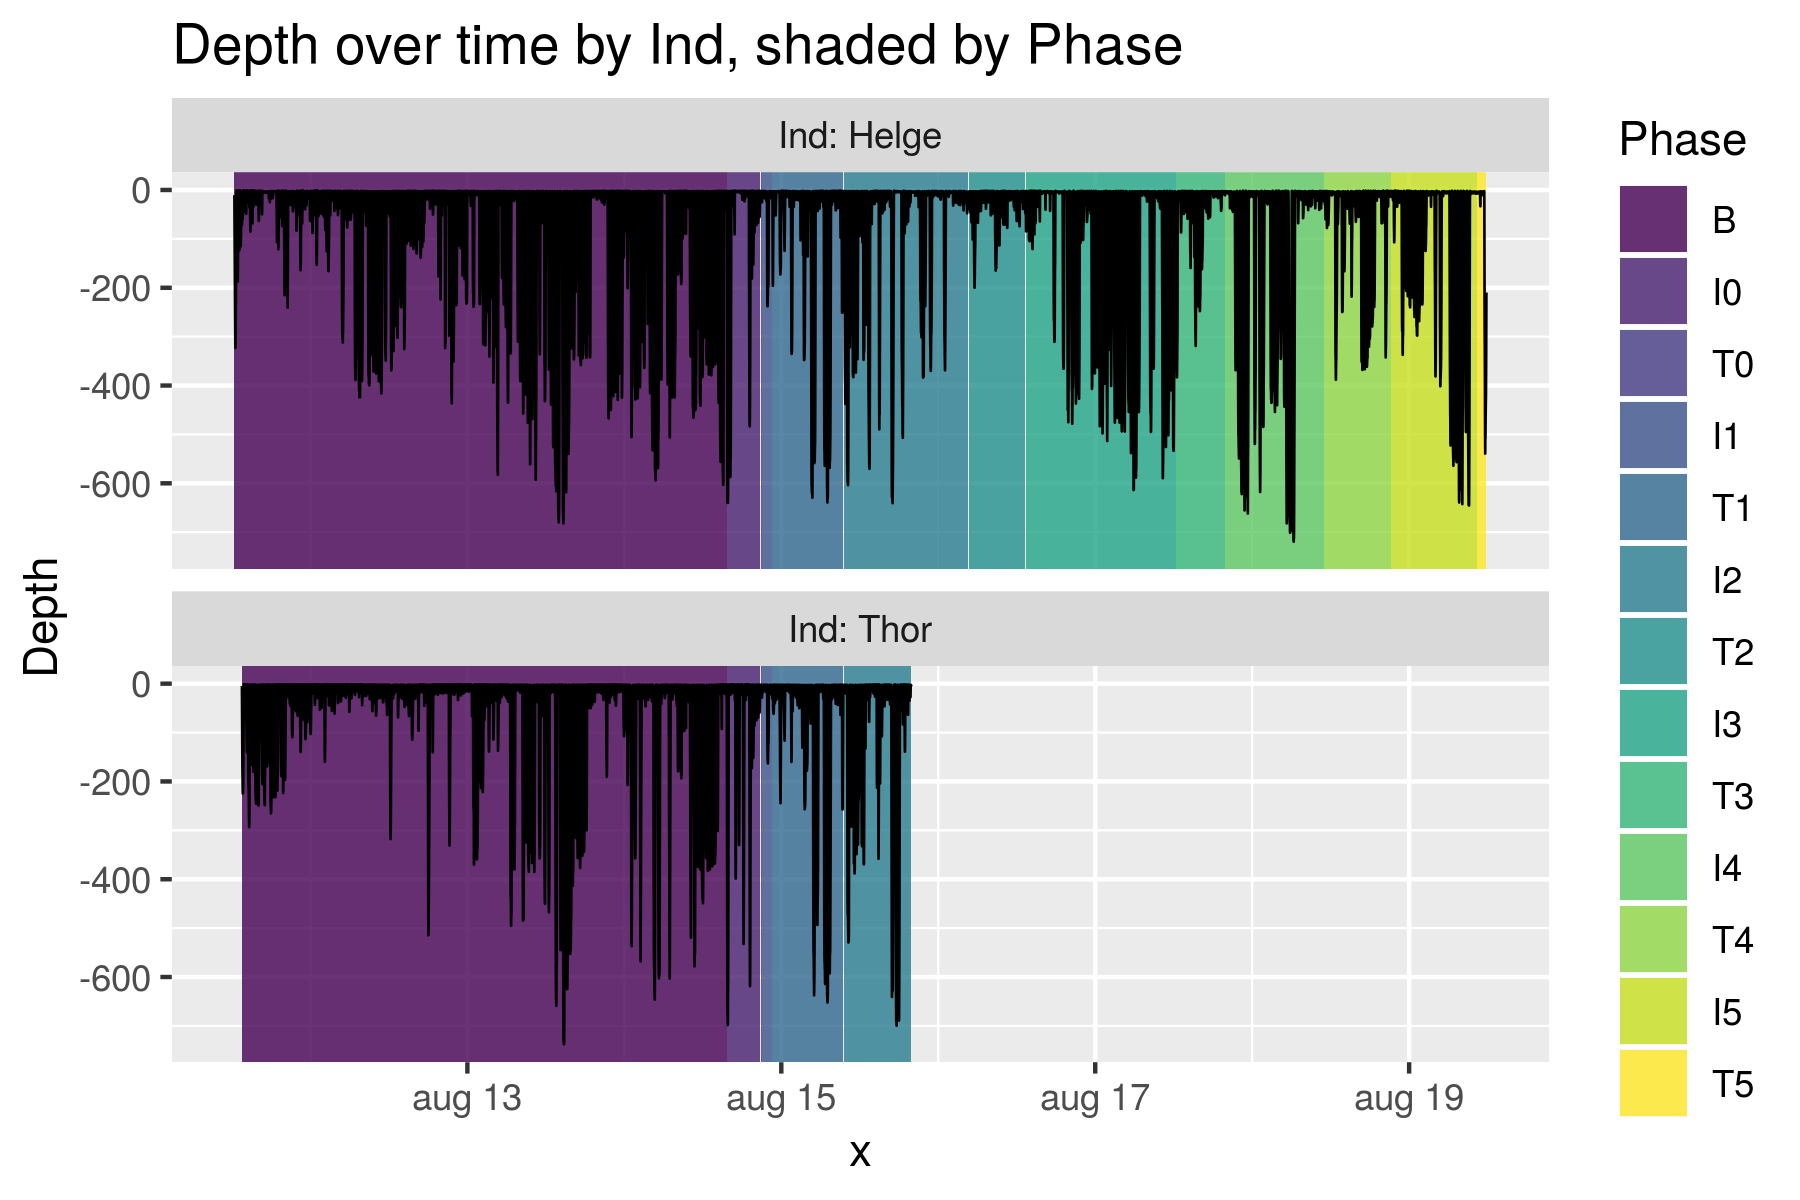 Depth over time by Ind, shaded by Phase
Ind: Helge
0
-200
-400
-600
Ind: Thor
0
-200
-400
-600
Depth
aug 13
aug 15
aug 17
aug 19
x
Phase
B
I0
T0
I1
T1
I2
T2
I3
T3
I4
T4
I5
T5